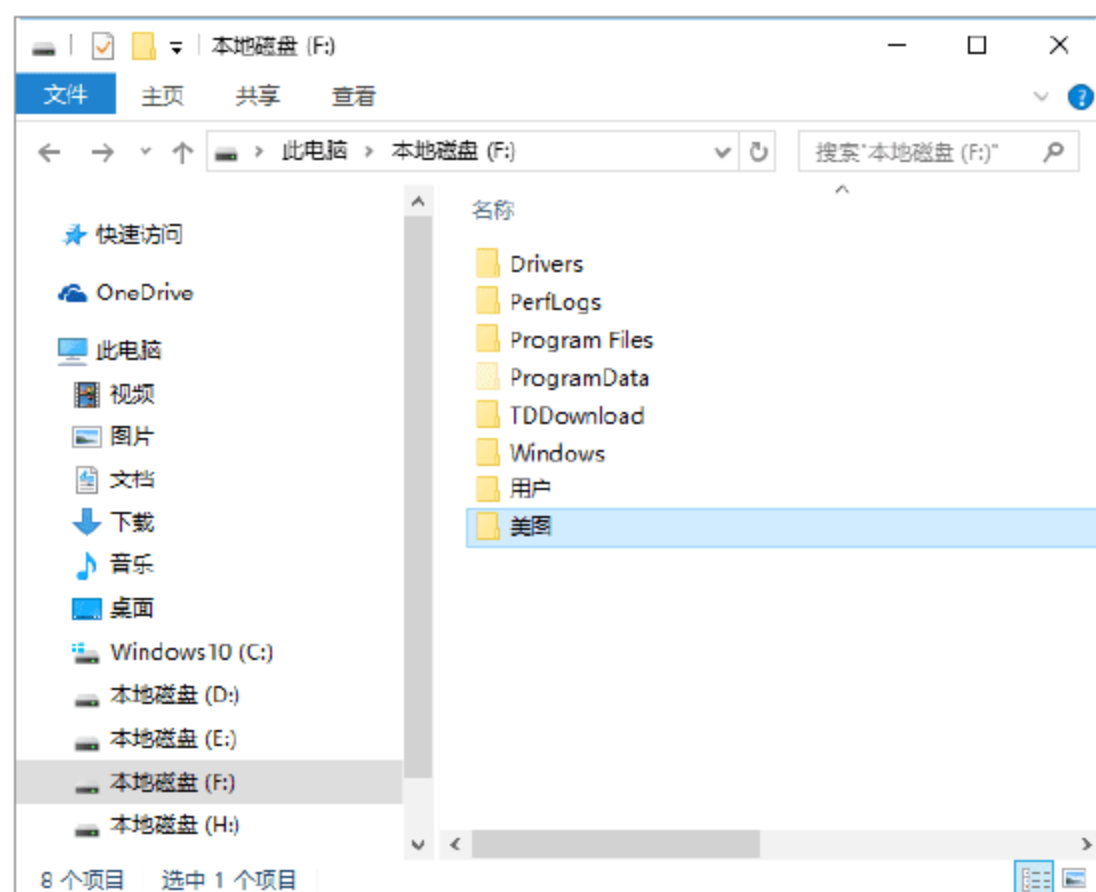 本地磁盘 (F:)
文件 主页 共享 查看
此电脑 本地磁盘 (F:) 搜索"本地磁盘 (F:)"
快速访问
OneDrive
此电脑
视频
图片
文档
下载
音乐
桌面
Windows10 (C:)
本地磁盘 (D:)
本地磁盘 (E:)
本地磁盘 (F:)
本地磁盘 (H:)
名称
Drivers
PerfLogs
Program Files
ProgramData
TDDownload
Windows
用户
美图
8 个项目 选中 1 个项目